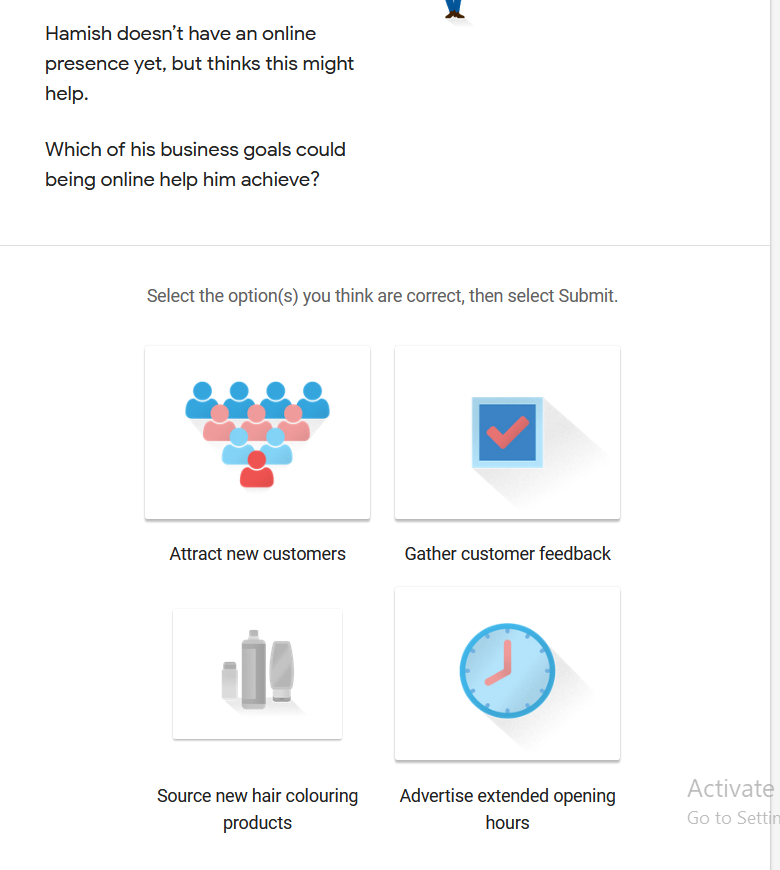 Hamish doesn’t have an online
presence yet, but thinks this might
help.
Which of his business goals could
being online help him achieve?
Select the option(s) you think are correct, then select Submit.
Attract new customers
Gather customer feedback
Source new hair colouring
products
Advertise extended opening
hours
Activate
Go to Settin